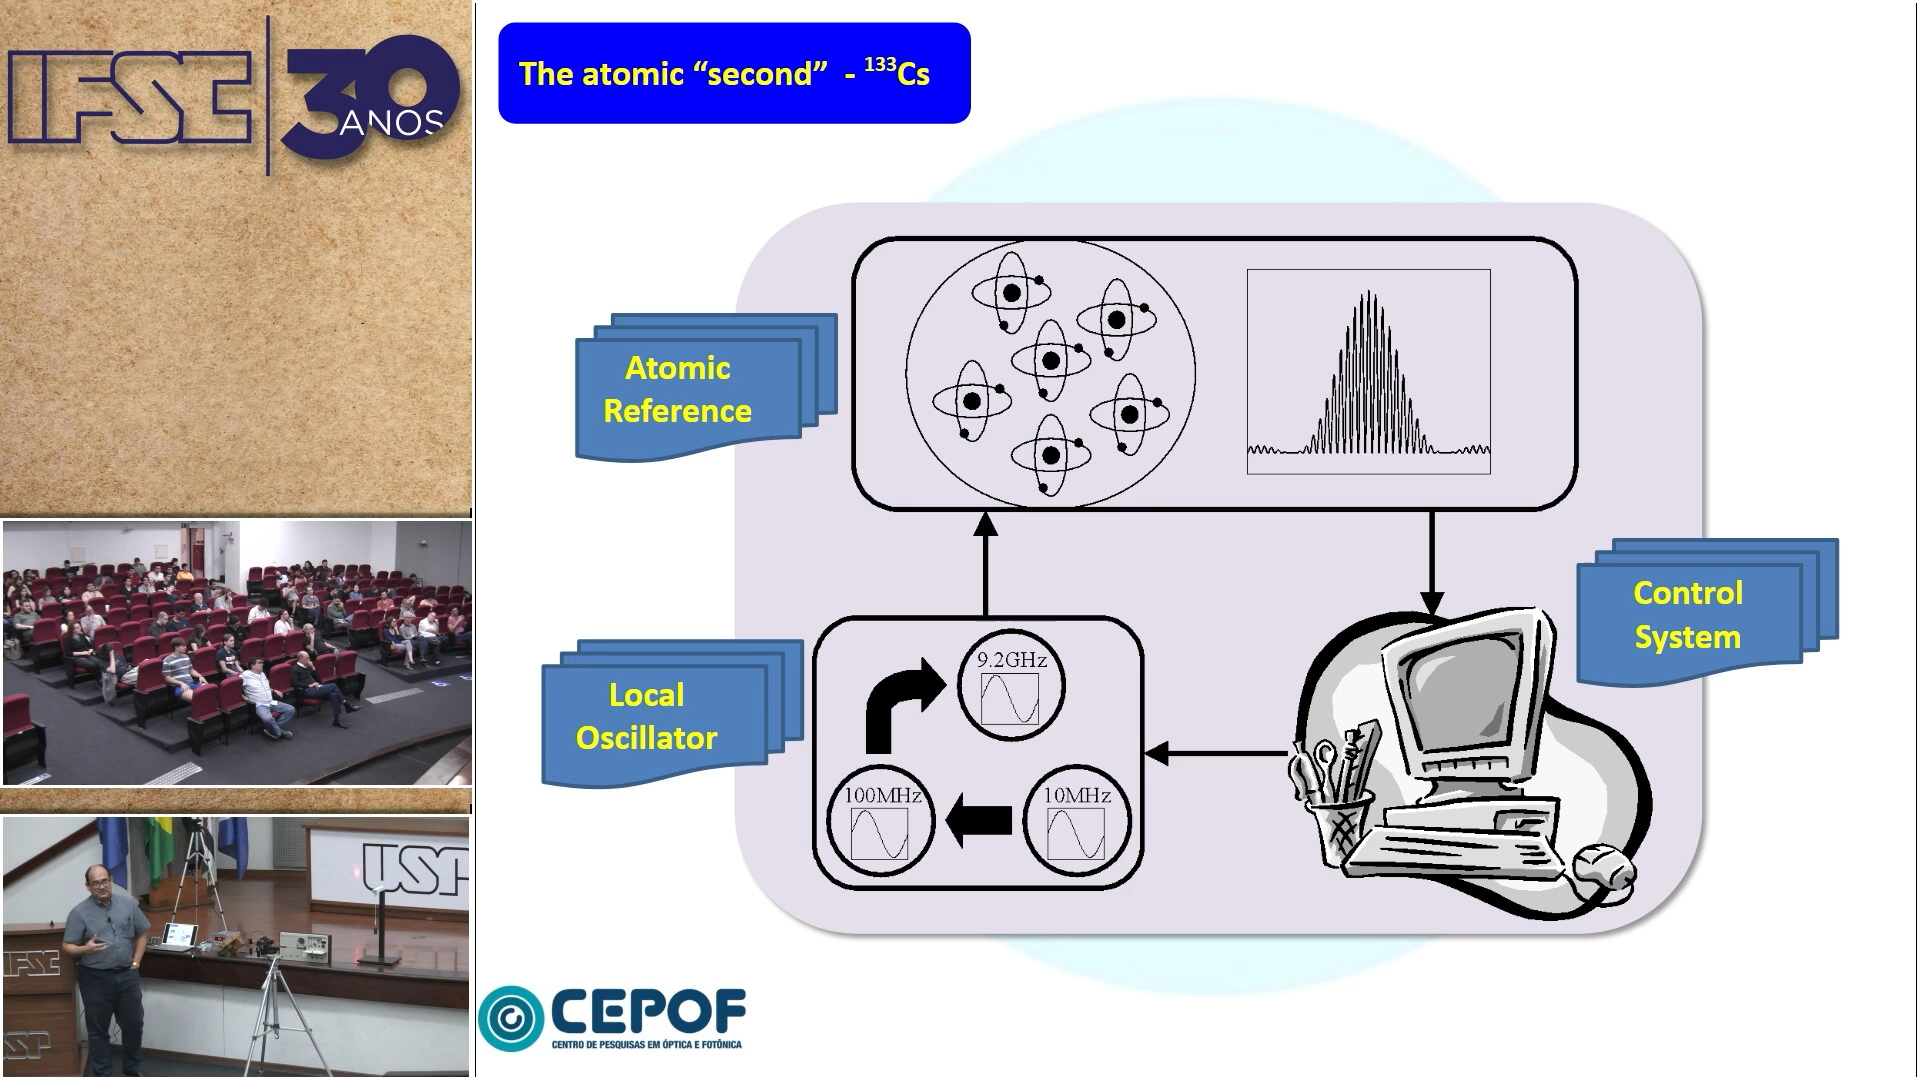 IFSC
30
ANOS
The atomic “second” - ¹³³Cs
Atomic
Reference
Control
System
Local
Oscillator
9.2GHz
100MHz
10MHz
USP
IFSC
USP
CEPOF
CENTRO DE PESQUISAS EM ÓPTICA E FOTÔNICA